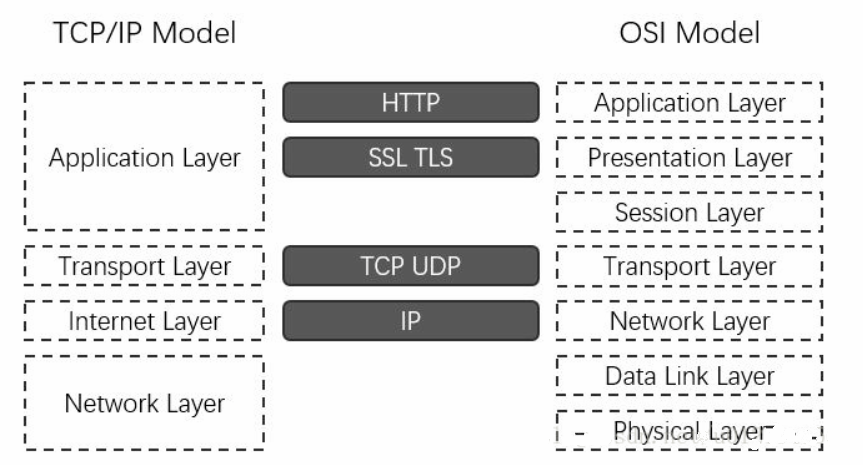 TCP/IP Model
OSI Model
Application Layer
HTTP
Application Layer
SSL TLS
Presentation Layer
Session Layer
Transport Layer
TCP UDP
Transport Layer
Internet Layer
IP
Network Layer
Data Link Layer
Network Layer
Physical Layer